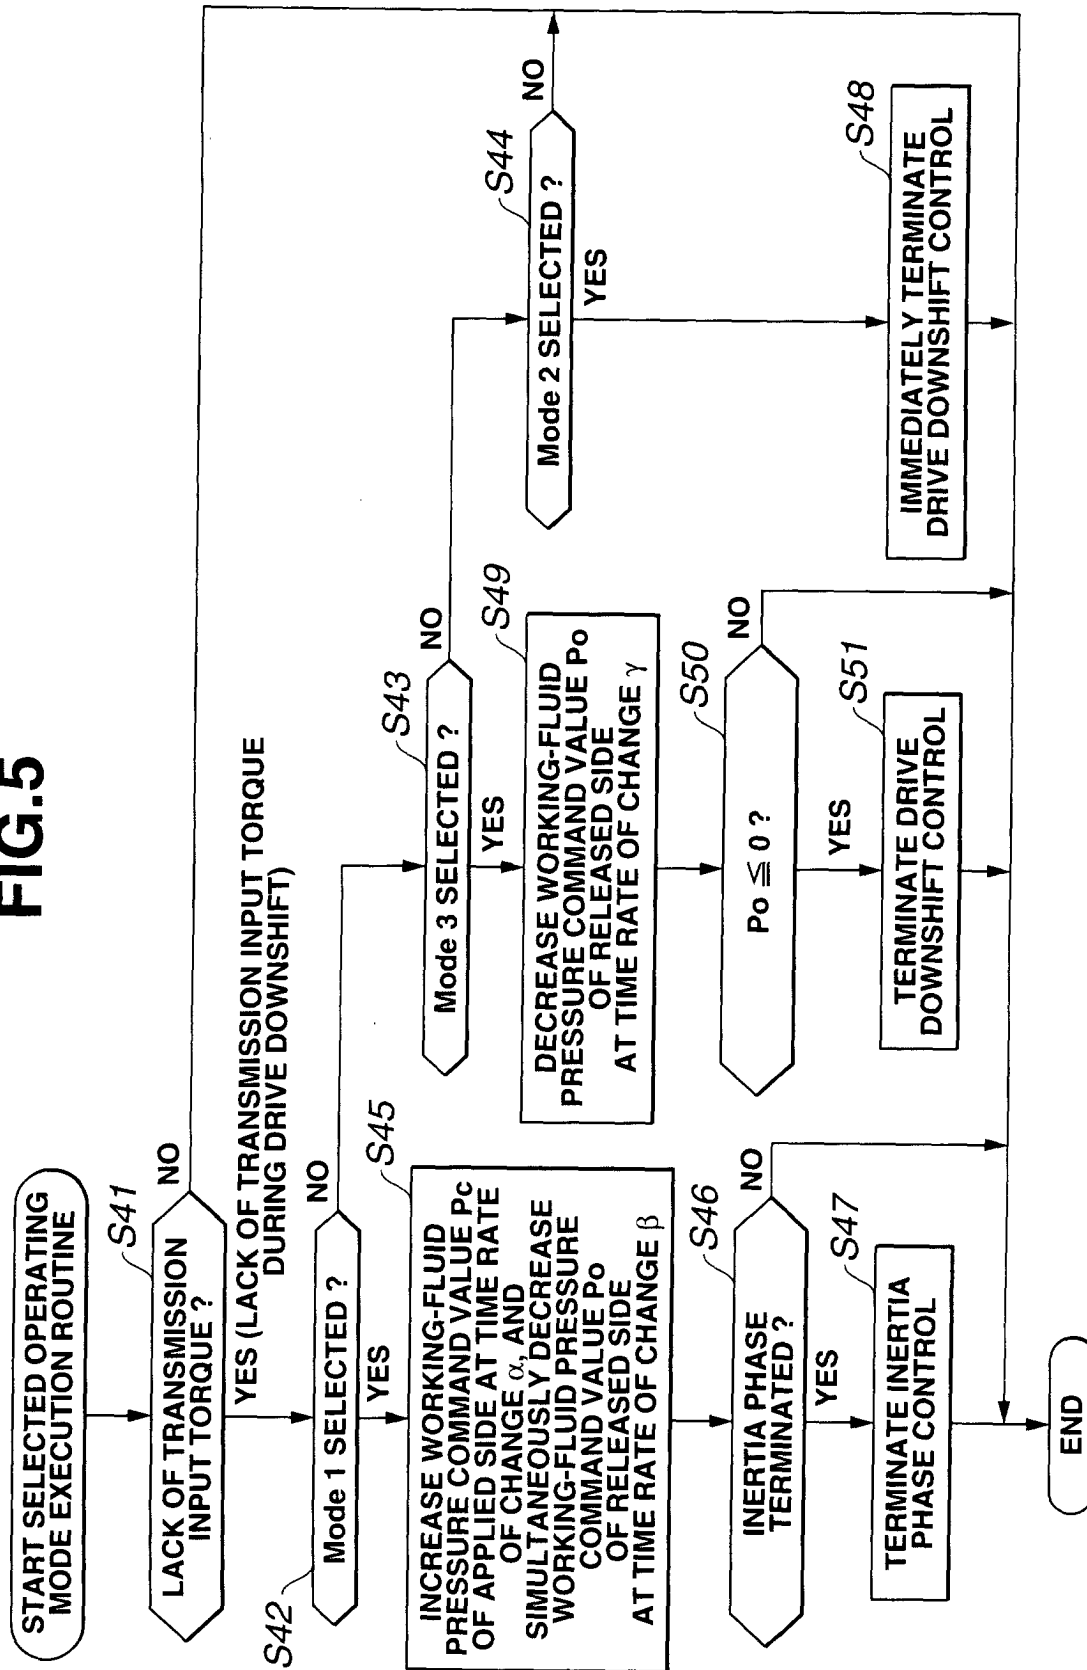 FIG.5
START SELECTED OPERATING
MODE EXECUTION ROUTINE
S41
LACK OF TRANSMISSION
INPUT TORQUE ?
NO
YES (LACK OF TRANSMISSION INPUT TORQUE
DURING DRIVE DOWNSHIFT)
S42
Mode 1 SELECTED ?
NO
YES
S45
INCREASE WORKING-FLUID
PRESSURE COMMAND VALUE Pc
OF APPLIED SIDE AT TIME RATE
OF CHANGE α, AND
SIMULTANEOUSLY DECREASE
WORKING-FLUID PRESSURE
COMMAND VALUE Po
OF RELEASED SIDE
AT TIME RATE OF CHANGE β
S46
INERTIA PHASE
TERMINATED ?
NO
YES
S47
TERMINATE INERTIA
PHASE CONTROL
END
S43
Mode 3 SELECTED ?
NO
YES
S49
DECREASE WORKING-FLUID
PRESSURE COMMAND VALUE Po
OF RELEASED SIDE
AT TIME RATE OF CHANGE γ
S50
Po ≦ 0 ?
NO
YES
S51
TERMINATE DRIVE
DOWNSHIFT CONTROL
S44
Mode 2 SELECTED ?
NO
YES
S48
IMMEDIATELY TERMINATE
DRIVE DOWNSHIFT CONTROL